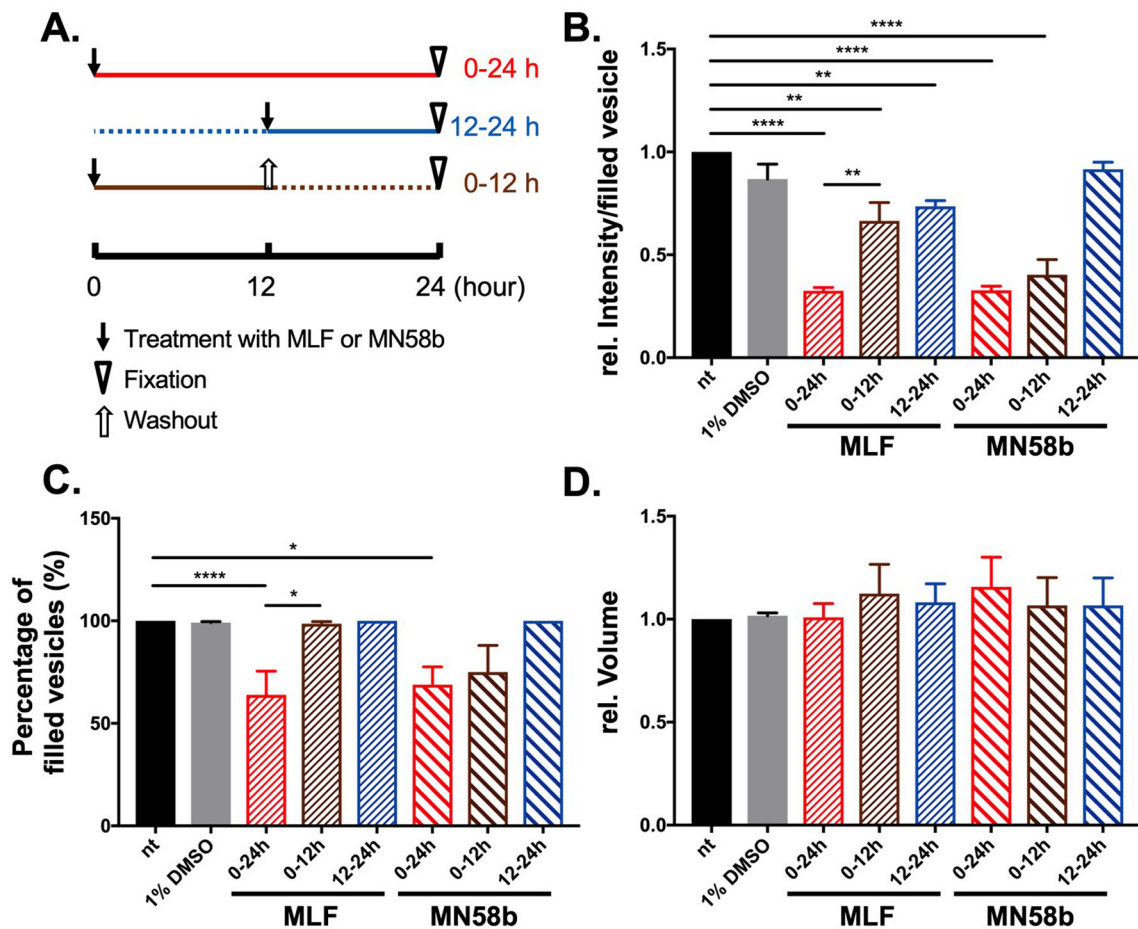 A.
0-24 h
12-24 h
0-12 h
0 12 24 (hour)
Treatment with MLF or MN58b
Fixation
Washout
B.
rel. Intensity/filled vesicle
1.5
1.0
0.5
0.0
****
****
**
**
****
**
nt
1% DMSO
0-24h
0-12h
12-24h
0-24h
0-12h
12-24h
MLF
MN58b
C.
Percentage of
filled vesicles (%)
150
100
50
0
*
****
*
nt
1% DMSO
0-24h
0-12h
12-24h
0-24h
0-12h
12-24h
MLF
MN58b
D.
rel. Volume
1.5
1.0
0.5
0.0
nt
1% DMSO
0-24h
0-12h
12-24h
0-24h
0-12h
12-24h
MLF
MN58b